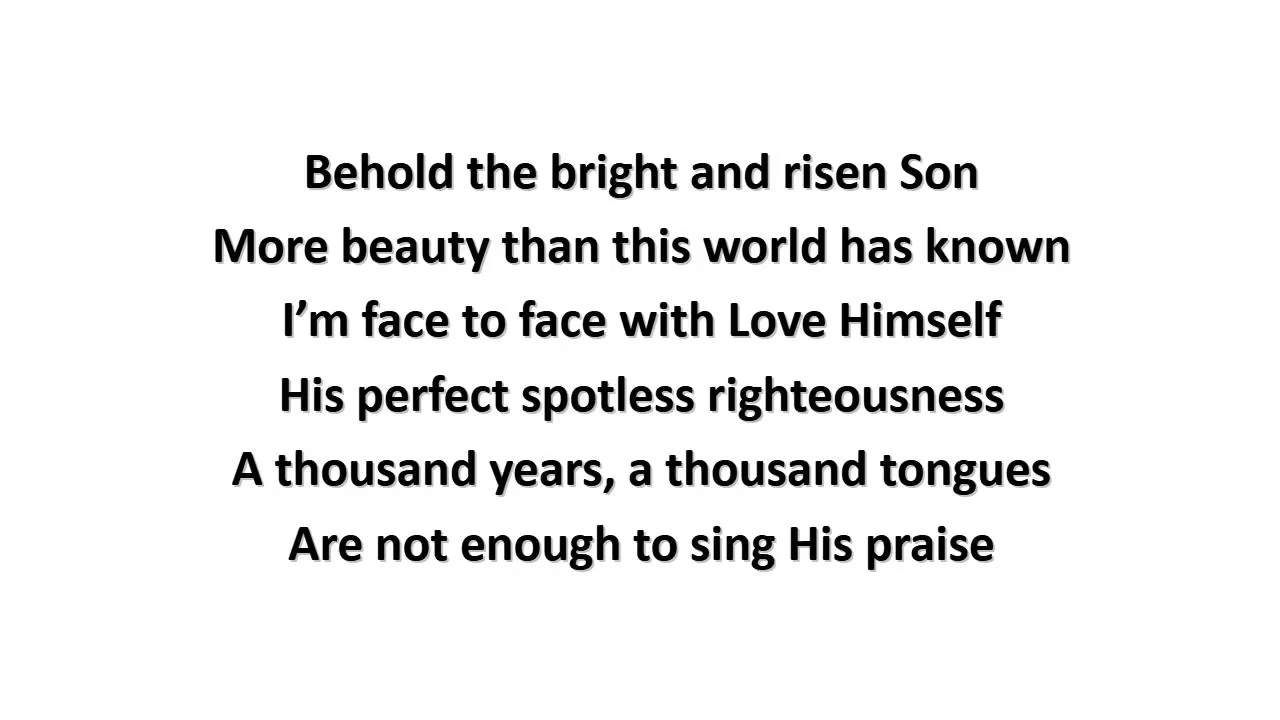 Behold the bright and risen Son
More beauty than this world has known
I’m face to face with Love Himself
His perfect spotless righteousness
A thousand years, a thousand tongues
Are not enough to sing His praise